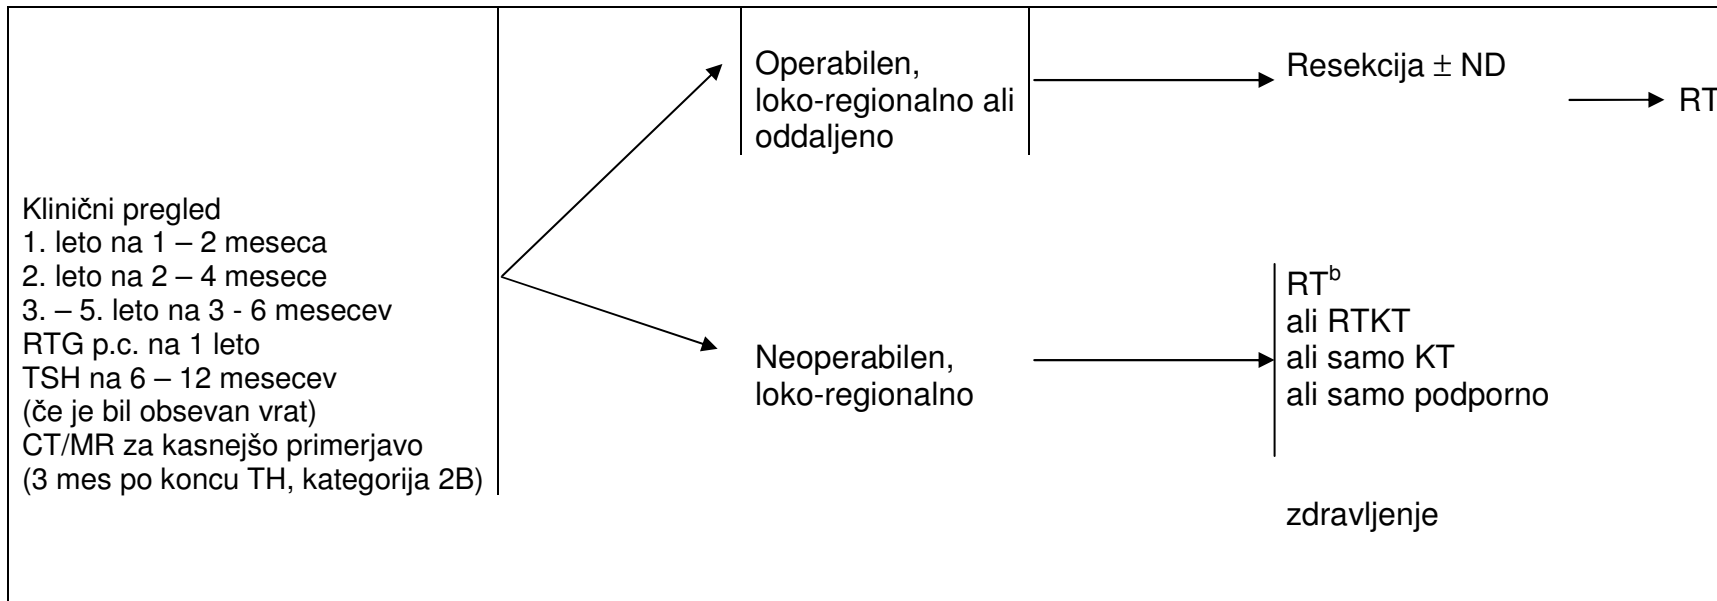 Klinični pregled
1. leto na 1 – 2 meseca
2. leto na 2 – 4 mesece
3. – 5. leto na 3 - 6 mesecev
RTG p.c. na 1 leto
TSH na 6 – 12 mesecev
(če je bil obsevan vrat)
CT/MR za kasnejšo primerjavo
(3 mes po koncu TH, kategorija 2B)
Operabilen,
loko-regionalno ali
oddaljeno
Resekcija ± ND
RT
Neoperabilen,
loko-regionalno
RTᵇ
ali RTKT
ali samo KT
ali samo podporno
zdravljenje